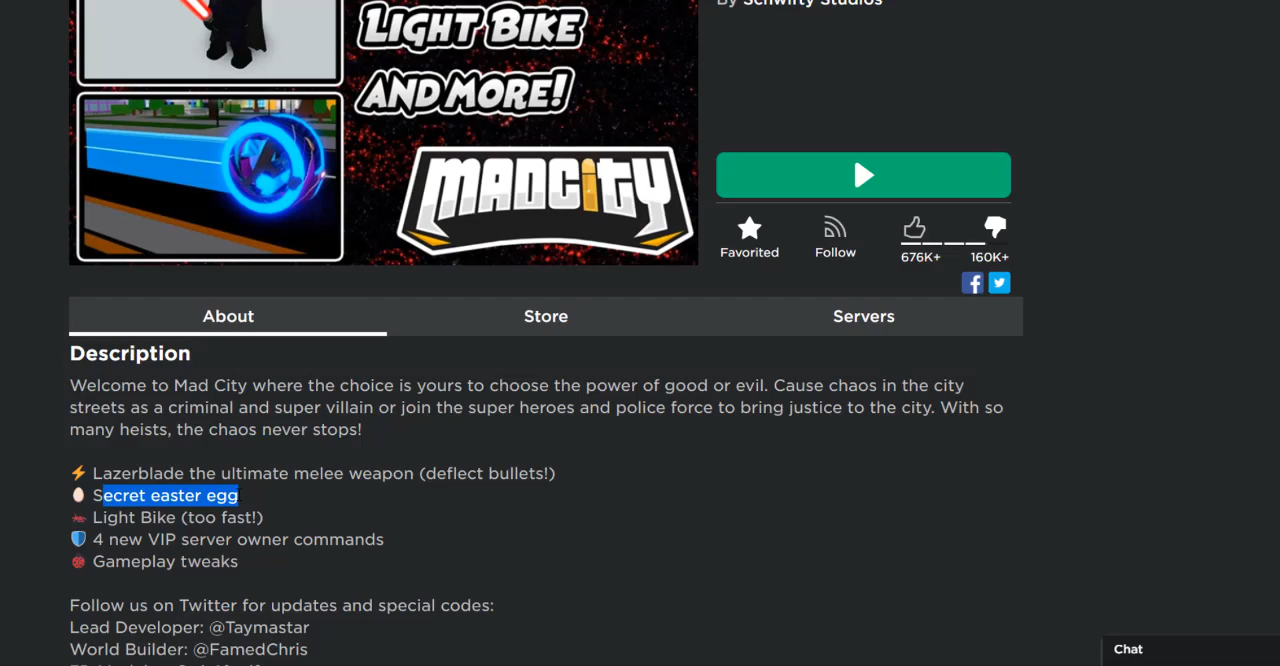 By Schwifty Studios
LIGHT BIKE
AND MORE!
MADCITY
Favorited
Follow
676K+
160K+
About
Store
Servers
Description
Welcome to Mad City where the choice is yours to choose the power of good or evil. Cause chaos in the city
streets as a criminal and super villain or join the super heroes and police force to bring justice to the city. With so
many heists, the chaos never stops!
⚡ Lazerblade the ultimate melee weapon (deflect bullets!)
🥚 Secret easter egg
Light Bike (too fast!)
🛡 4 new VIP server owner commands
🐞 Gameplay tweaks
Follow us on Twitter for updates and special codes:
Lead Developer: @Taymastar
World Builder: @FamedChris
Chat